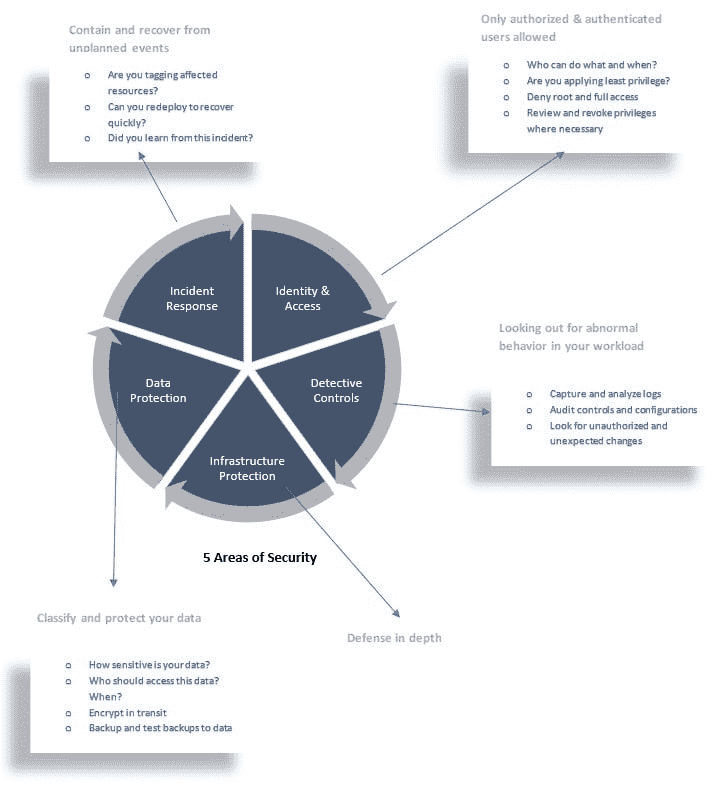 Contain and recover from
unplanned events
o Are you tagging affected
resources?
o Can you redeploy to recover
quickly?
o Did you learn from this incident?
Only authorized & authenticated
users allowed
o Who can do what and when?
o Are you applying least privilege?
o Deny root and full access
o Review and revoke privileges
where necessary
Incident
Response
Identity &
Access
Data
Protection
Detective
Controls
Infrastructure
Protection
Looking out for abnormal
behavior in your workload
o Capture and analyze logs
o Audit controls and configurations
o Look for unauthorized and
unexpected changes
5 Areas of Security
Classify and protect your data
o How sensitive is your data?
o Who should access this data?
When?
o Encrypt in transit
o Backup and test backups to data
Defense in depth